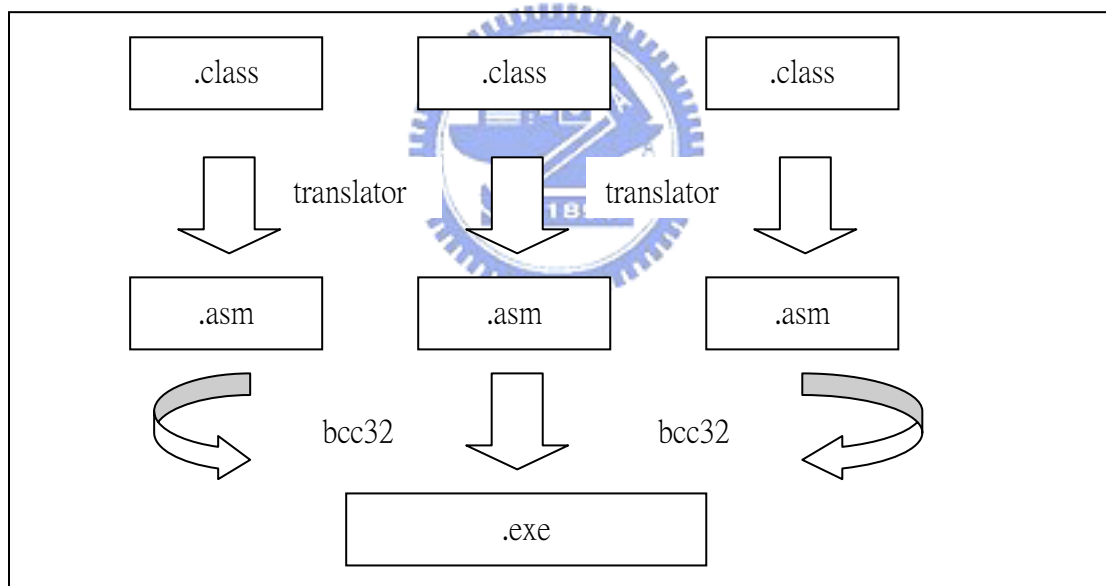 .class .class .class
translator translator
.asm .asm .asm
bcc32 bcc32
.exe